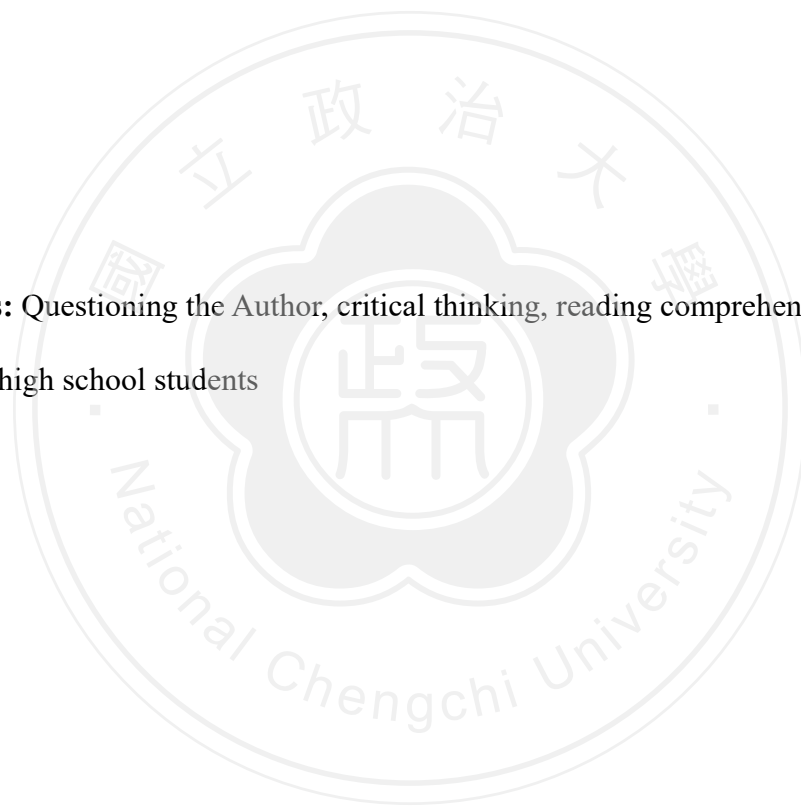 國立政治大學
s: Questioning the Author, critical thinking, reading comprehen
high school students
政
National Chengchi University